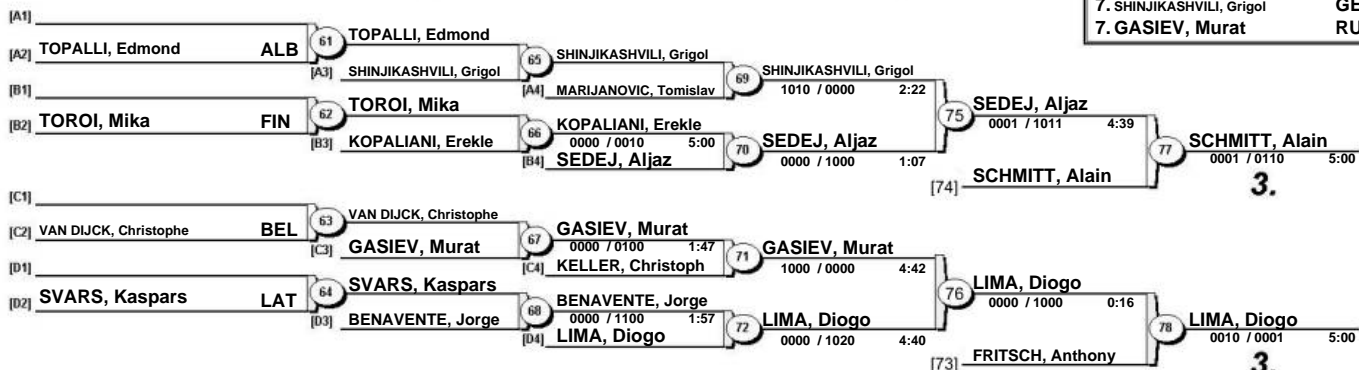 7. SHINJIKASHVILI, Grigol
7. GASIEV, Murat
[A1]
[A2] TOPALLI, Edmond ALB
61 TOPALLI, Edmond
[A3] SHINJIKASHVILI, Grigol
65 SHINJIKASHVILI, Grigol
[A4] MARIJANOVIC, Tomislav
69 SHINJIKASHVILI, Grigol
1010 / 0000 2:22
[B1]
[B2] TOROI, Mika FIN
62 TOROI, Mika
[B3] KOPALIANI, Erekle
66 KOPALIANI, Erekle
0000 / 0010 5:00
[B4] SEDEJ, Aljaz
70 SEDEJ, Aljaz
0000 / 1000 1:07
75 SEDEJ, Aljaz
0001 / 1011 4:39
[74] SCHMITT, Alain
77 SCHMITT, Alain
0001 / 0110 5:00
3.
[C1]
[C2] VAN DIJCK, Christophe BEL
63 VAN DIJCK, Christophe
[C3] GASIEV, Murat
67 GASIEV, Murat
0000 / 0100 1:47
[C4] KELLER, Christoph
71 GASIEV, Murat
1000 / 0000 4:42
[D1]
[D2] SVARS, Kaspars LAT
64 SVARS, Kaspars
[D3] BENAVENTE, Jorge
68 BENAVENTE, Jorge
0000 / 1100 1:57
[D4] LIMA, Diogo
72 LIMA, Diogo
0000 / 1020 4:40
76 LIMA, Diogo
0000 / 1000 0:16
[73] FRITSCH, Anthony
78 LIMA, Diogo
0010 / 0001 5:00
3.